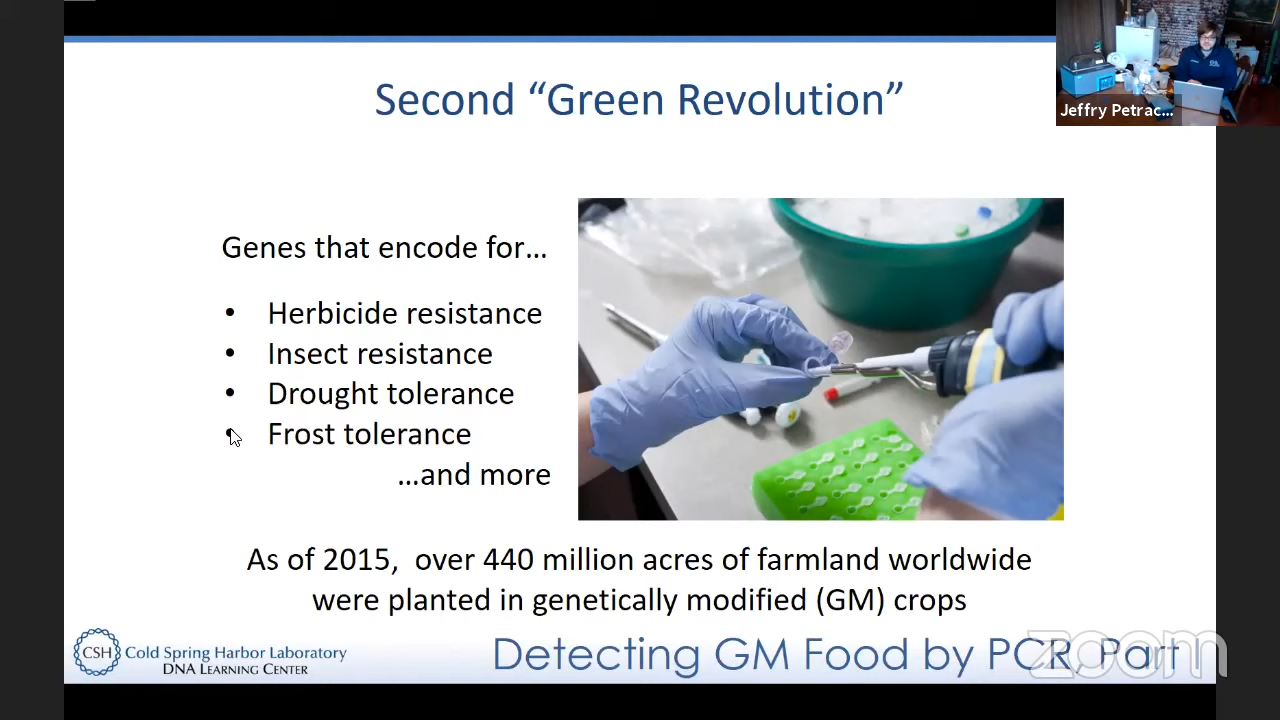 Second “Green Revolution”
Jeffry Petrac...
Genes that encode for…
• Herbicide resistance
• Insect resistance
• Drought tolerance
• Frost tolerance
…and more
As of 2015, over 440 million acres of farmland worldwide
were planted in genetically modified (GM) crops
CSH Cold Spring Harbor Laboratory
DNA LEARNING CENTER
Detecting GM Food by PCR, Part
zoom